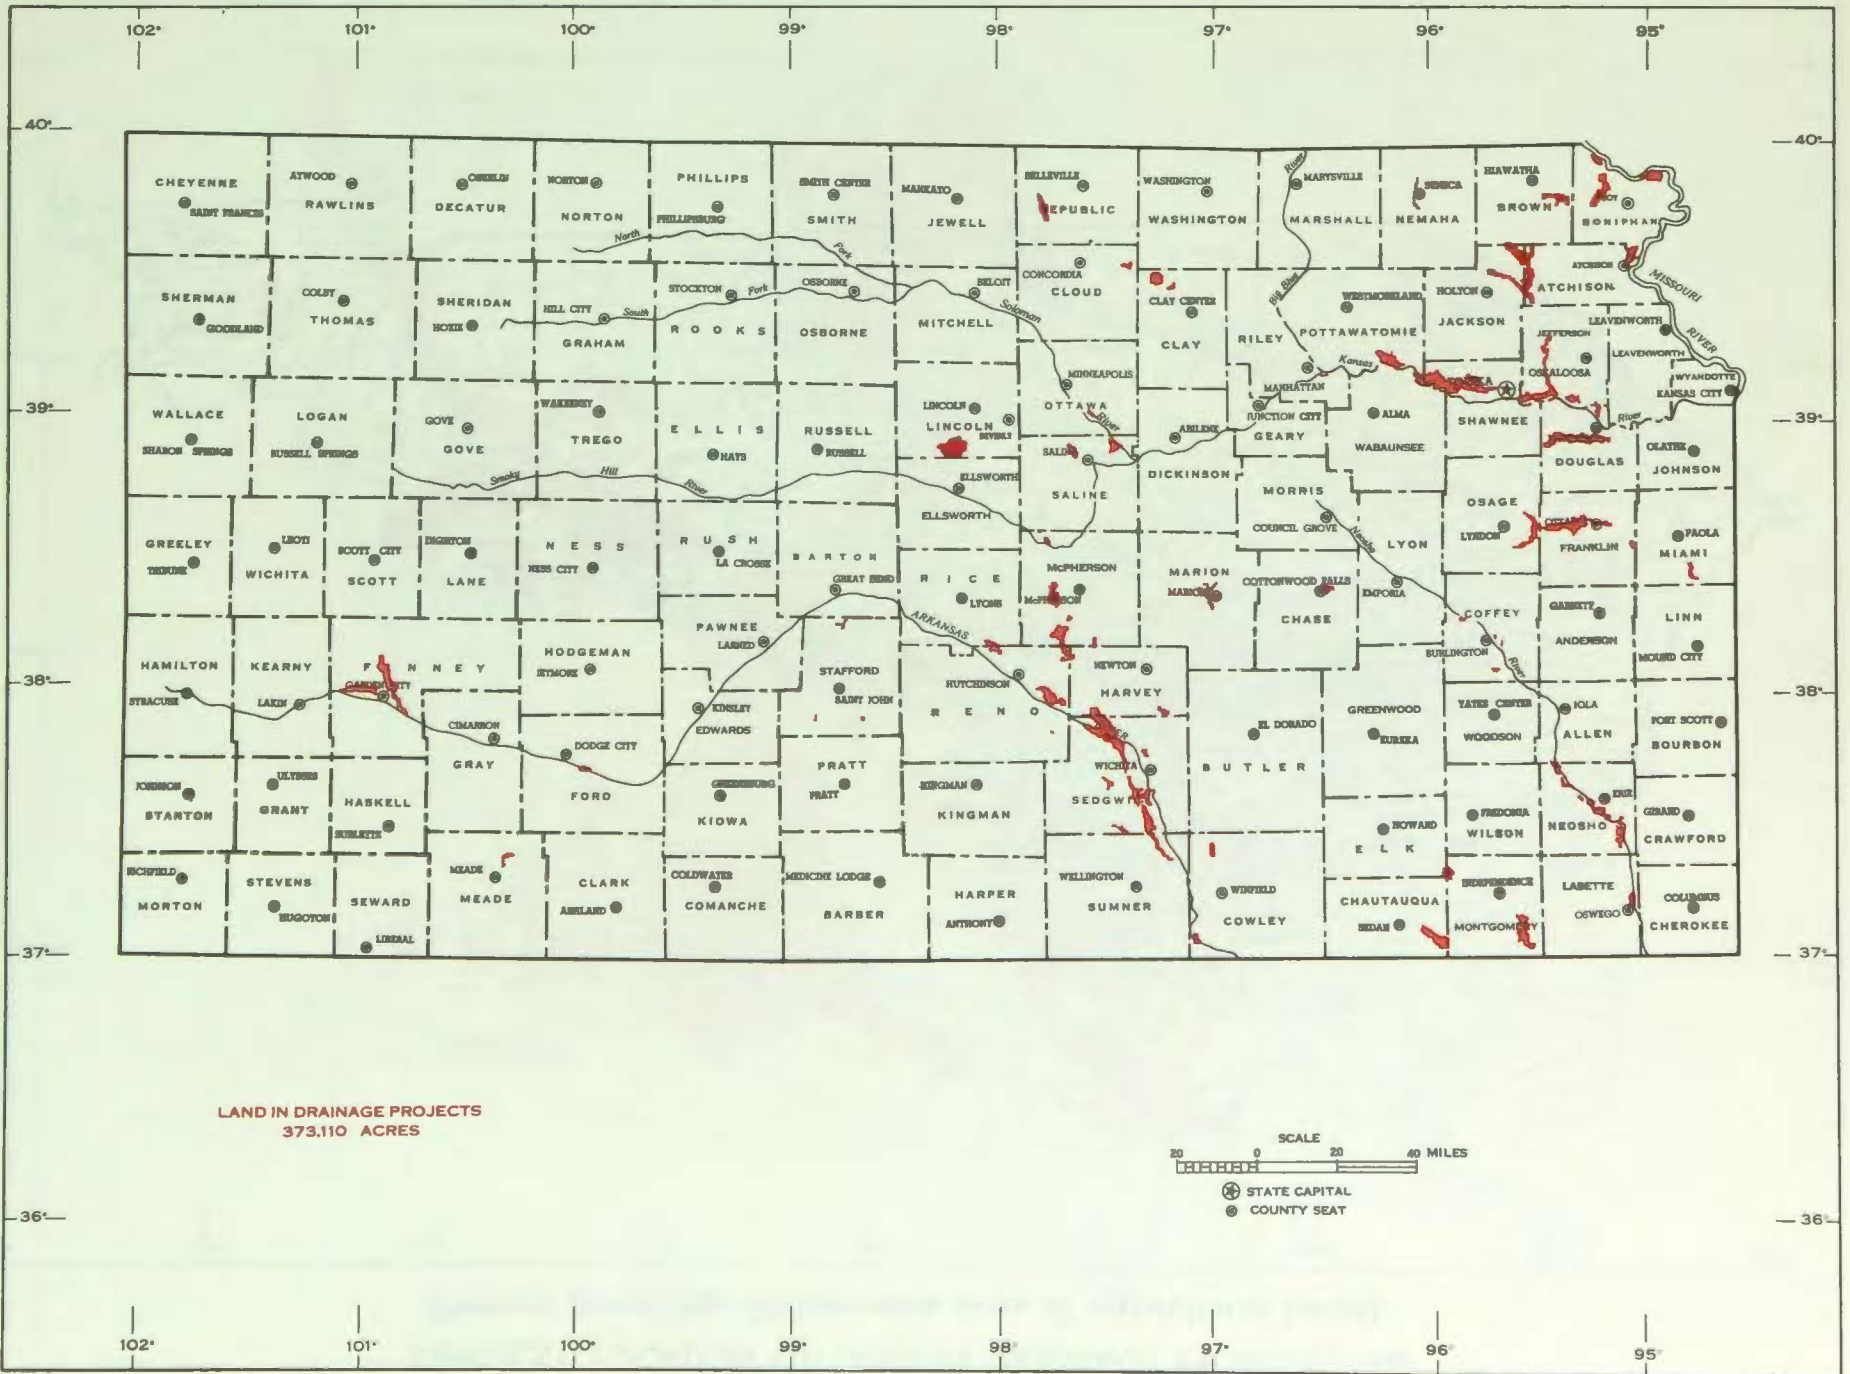 102° 101° 100° 99° 98° 97° 96° 95°
40° 40°
CHEYENNE
SAINT FRANCIS
ATWOOD
RAWLINS
OBERLIN
DECATUR
NORTON
NORTON
PHILLIPS
PHILLIPSBURG
SMITH CENTER
SMITH
MANKATO
JEWELL
BELLEVILLE
REPUBLIC
WASHINGTON
WASHINGTON
River
MARYSVILLE
MARSHALL
SENECA
NEMAHA
HIAWATHA
BROWN
DONIPHAN
North Fork
Solomon
SHERMAN
GOODLAND
COLBY
THOMAS
SHERIDAN
HOXIE
HILL CITY
GRAHAM
South Fork
STOCKTON
ROOKS
OSBORNE
OSBORNE
BELOIT
MITCHELL
CONCORDIA
CLOUD
CLAY CENTER
CLAY
RILEY
Big Blue
WESTMORELAND
POTTAWATOMIE
HOLTON
JACKSON
ATCHISON
ATCHISON
MISSOURI
RIVER
JEFFERSON
OSKALOOSA
LEAVENWORTH
LEAVENWORTH
WYANDOTTE
KANSAS CITY
39° 39°
WALLACE
SHARON SPRINGS
LOGAN
RUSSELL SPRINGS
GOVE
GOVE
WAKEENEY
TREGO
ELLIS
HAYS
RUSSELL
RUSSELL
LINCOLN
LINCOLN
BEVERLY
MINNEAPOLIS
OTTAWA
River
SALINE
ABILENE
DICKINSON
MANHATTAN
Kansas
JUNCTION CITY
GEARY
ALMA
WABAUNSEE
SHAWNEE
River
DOUGLAS
OLATHE
JOHNSON
Smoky Hill River
ELLSWORTH
ELLSWORTH
MORRIS
COUNCIL GROVE
Neosho
LYON
EMPORIA
OSAGE
LYNDON
FRANKLIN
PAOLA
MIAMI
GREELEY
TRIBUNE
LEOTI
WICHITA
SCOTT CITY
SCOTT
DIGHTON
LANE
NESS
NESS CITY
RUSH
LA CROSSE
BARTON
GREAT BEND
RICE
LYONS
McPHERSON
McPHERSON
MARION
MARION
COTTONWOOD FALLS
CHASE
COFFEY
BURLINGTON
River
GARNETT
ANDERSON
LINN
MOUND CITY
38° 38°
HAMILTON
SYRACUSE
KEARNY
LAKIN
FINNEY
GARDEN CITY
HODGEMAN
JETMORE
PAWNEE
LARNED
STAFFORD
SAINT JOHN
ARKANSAS
HUTCHINSON
RENO
NEWTON
HARVEY
EL DORADO
BUTLER
GREENWOOD
EUREKA
YATES CENTER
WOODSON
IOLA
ALLEN
FORT SCOTT
BOURBON
CIMARRON
GRAY
DODGE CITY
FORD
KINSLEY
EDWARDS
PRATT
PRATT
KINGMAN
KINGMAN
WICHITA
SEDGWICK
JOHNSON
STANTON
ULYSSES
GRANT
HASKELL
SUBLETTE
GREENSBURG
KIOWA
HOWARD
ELK
FREDONIA
WILSON
ERIE
NEOSHO
GIRARD
CRAWFORD
RICHFIELD
MORTON
STEVENS
HUGOTON
SEWARD
LIBERAL
MEADE
MEADE
CLARK
ASHLAND
COLDWATER
COMANCHE
MEDICINE LODGE
BARBER
HARPER
ANTHONY
WELLINGTON
SUMNER
WINFIELD
COWLEY
CHAUTAUQUA
SEDAN
INDEPENDENCE
MONTGOMERY
LABETTE
OSWEGO
COLUMBUS
CHEROKEE
37° 37°
LAND IN DRAINAGE PROJECTS
373,110 ACRES
SCALE
20 0 20 40 MILES
STATE CAPITAL
COUNTY SEAT
36° 36°
102° 101° 100° 99° 98° 97° 96° 95°